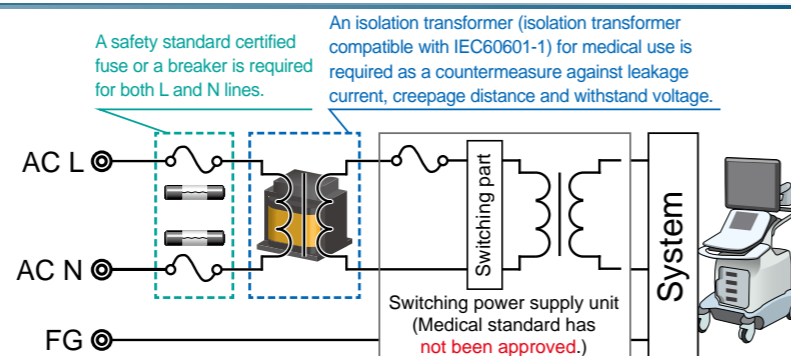 A safety standard certified
fuse or a breaker is required
for both L and N lines.
An isolation transformer (isolation transformer
compatible with IEC60601-1) for medical use is
required as a countermeasure against leakage
current, creepage distance and withstand voltage.
AC L
AC N
FG
Switching part
Switching power supply unit
(Medical standard has
not been approved.)
System